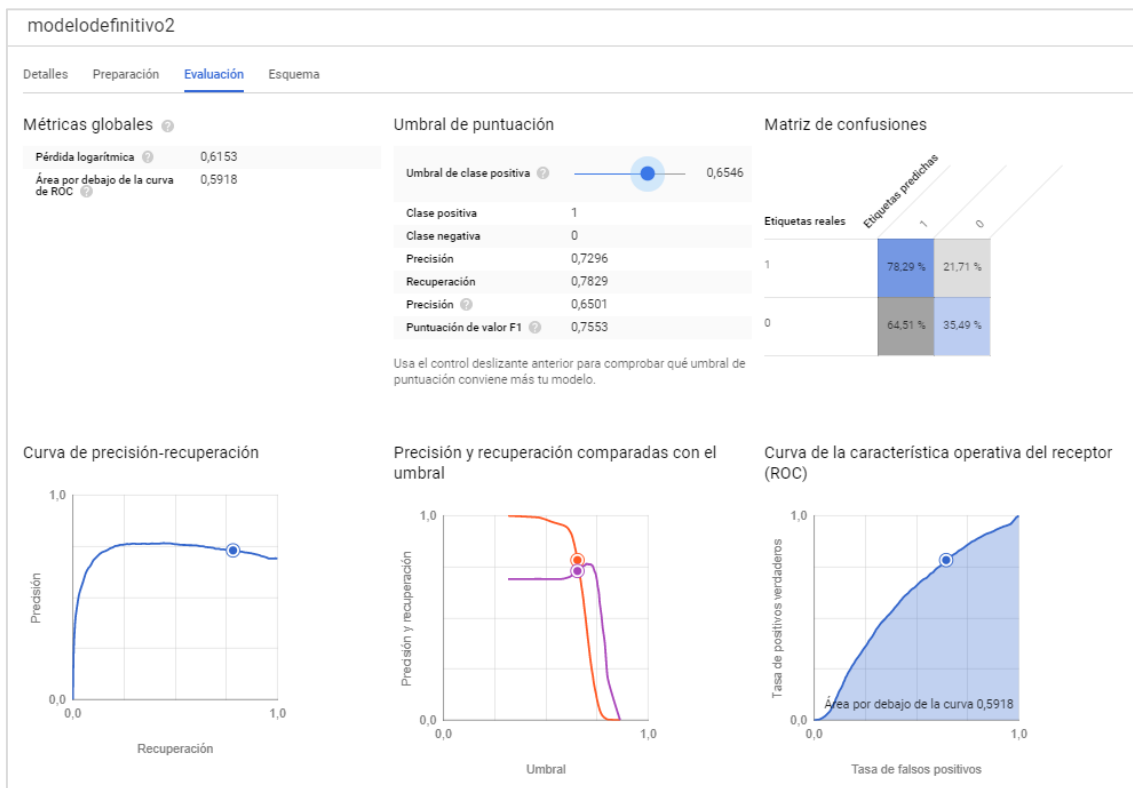 modelodefinitivo2
Detalles Preparación Evaluación Esquema
Métricas globales
Pérdida logarítmica 0,6153
Área por debajo de la curva
de ROC 0,5918
Umbral de puntuación
Umbral de clase positiva 0,6546
Clase positiva 1
Clase negativa 0
Precisión 0,7296
Recuperación 0,7829
Precisión 0,6501
Puntuación de valor F1 0,7553
Usa el control deslizante anterior para comprobar qué umbral de
puntuación conviene más tu modelo.
Matriz de confusiones
Etiquetas reales Etiquetas predichas 1 0
1 78,29 % 21,71 %
0 64,51 % 35,49 %
Curva de precisión-recuperación
1,0
Precisión
0,0
0,0 1,0
Recuperación
Precisión y recuperación comparadas con el
umbral
1,0
Precisión y recuperación
0,0
0,0 1,0
Umbral
Curva de la característica operativa del receptor
(ROC)
1,0
Tasa de positivos verdaderos
Área por debajo de la curva 0,5918
0,0
0,0 1,0
Tasa de falsos positivos